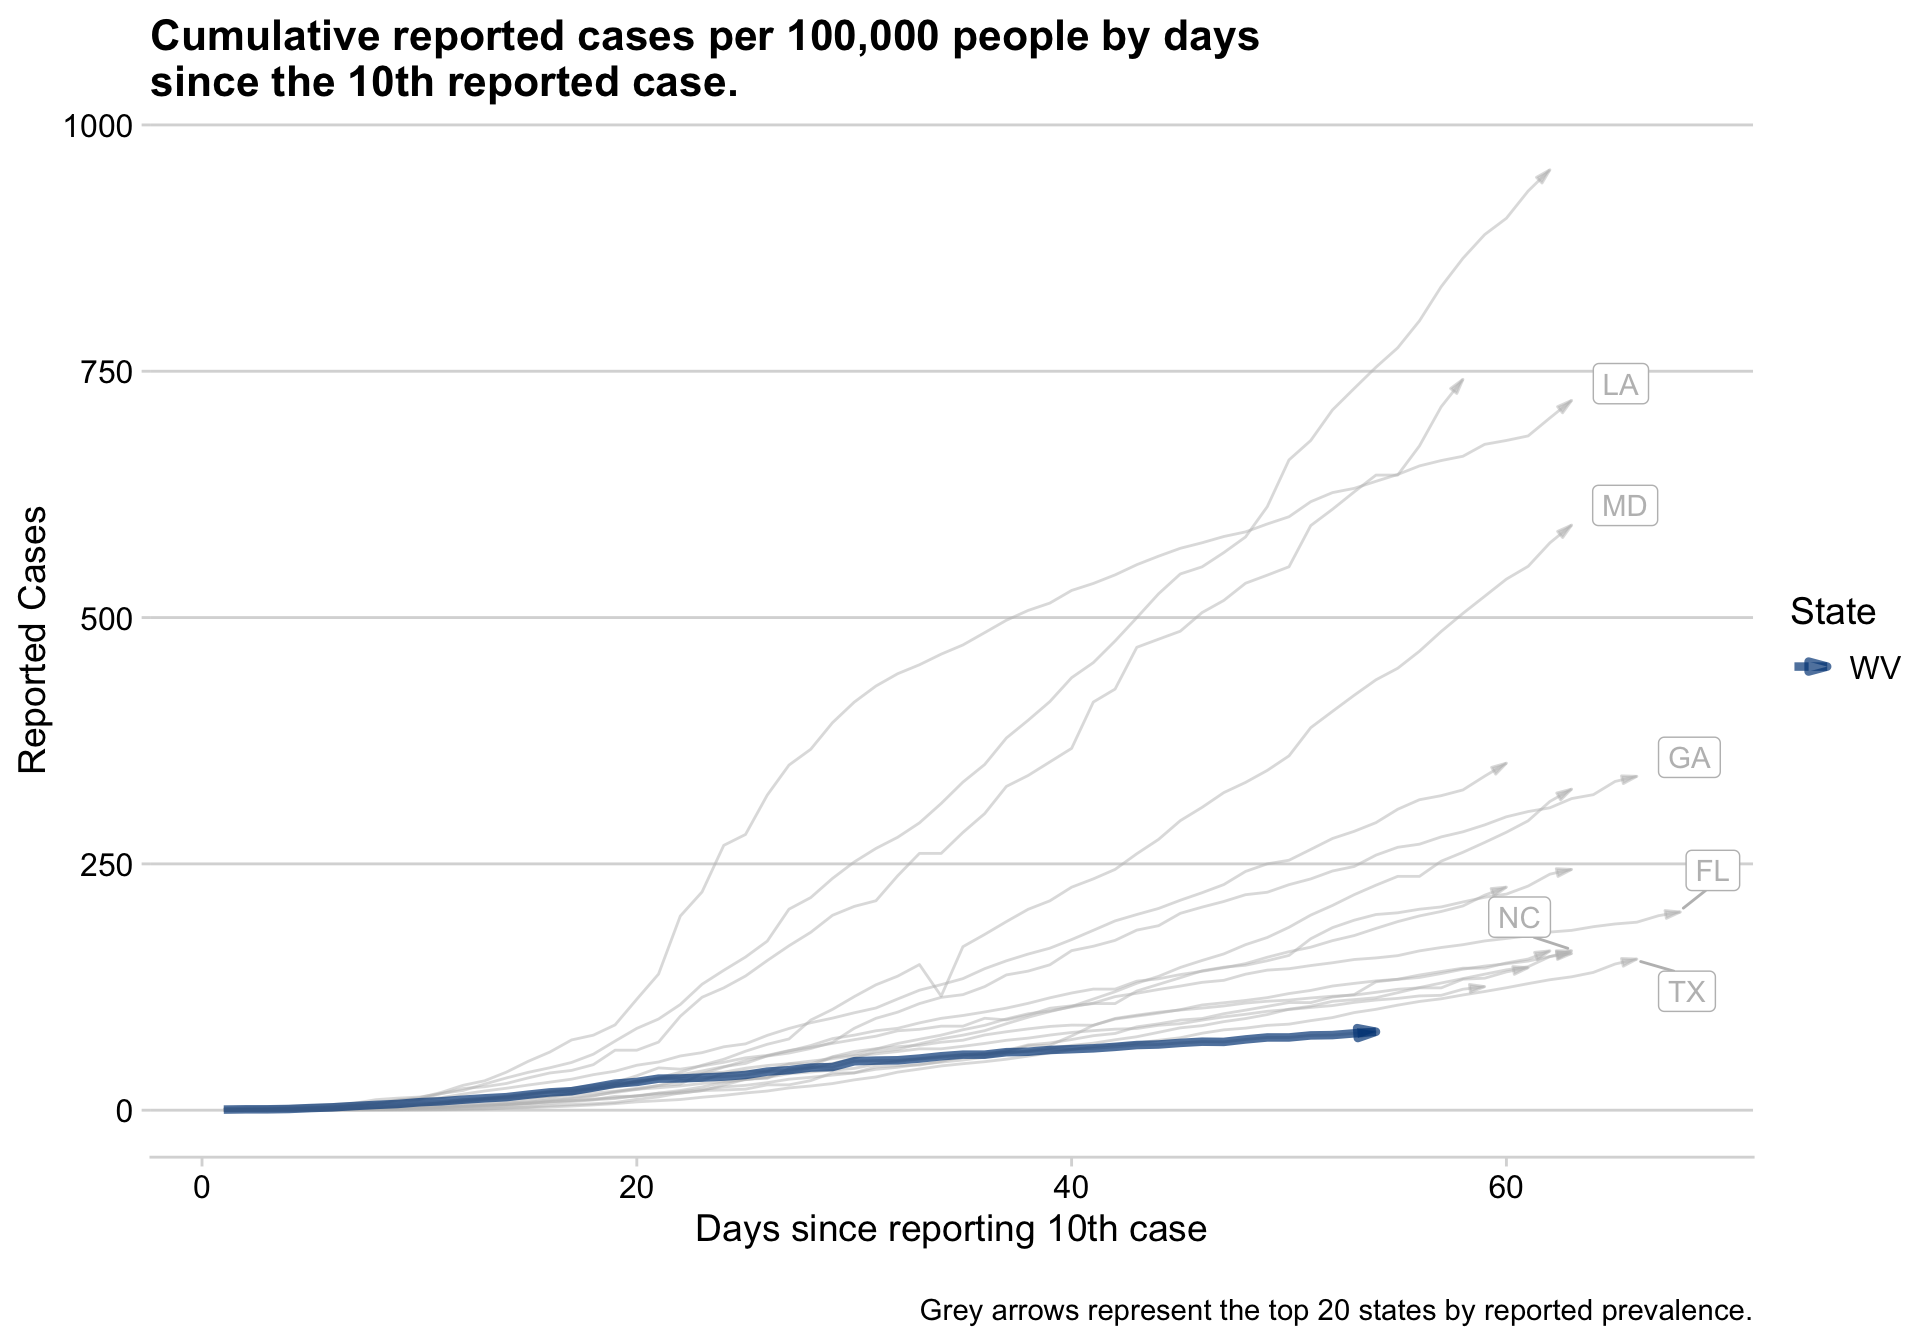 Cumulative reported cases per 100,000 people by days
since the 10th reported case.
1000
750
500
250
0
Reported Cases
LA
MD
GA
FL
NC
TX
State
WV
0
20
40
60
Days since reporting 10th case
Grey arrows represent the top 20 states by reported prevalence.